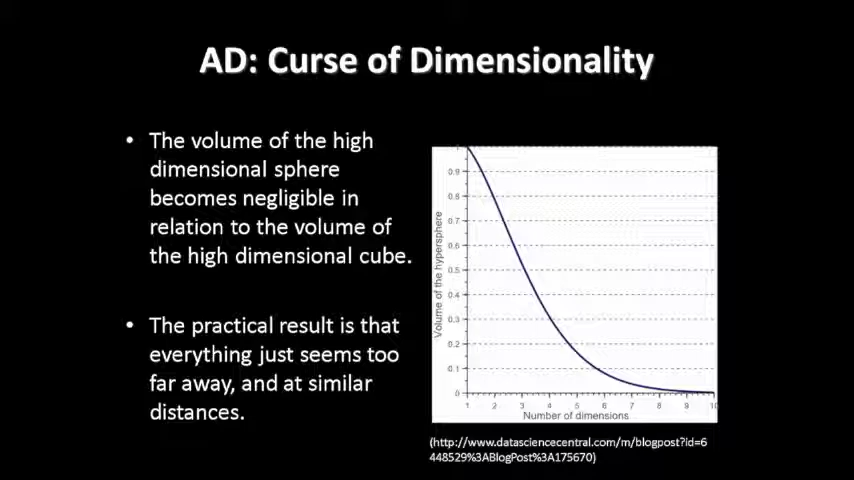 AD: Curse of Dimensionality
• The volume of the high
dimensional sphere
becomes negligible in
relation to the volume of
the high dimensional cube.
• The practical result is that
everything just seems too
far away, and at similar
distances.
Volume of the hypersphere
1
0.9
0.8
0.7
0.6
0.5
0.4
0.3
0.2
0.1
0
1 2 3 4 5 6 7 8 9 10
Number of dimensions
(http://www.datasciencecentral.com/m/blogpost?id=6
448529%3ABlogPost%3A175670)